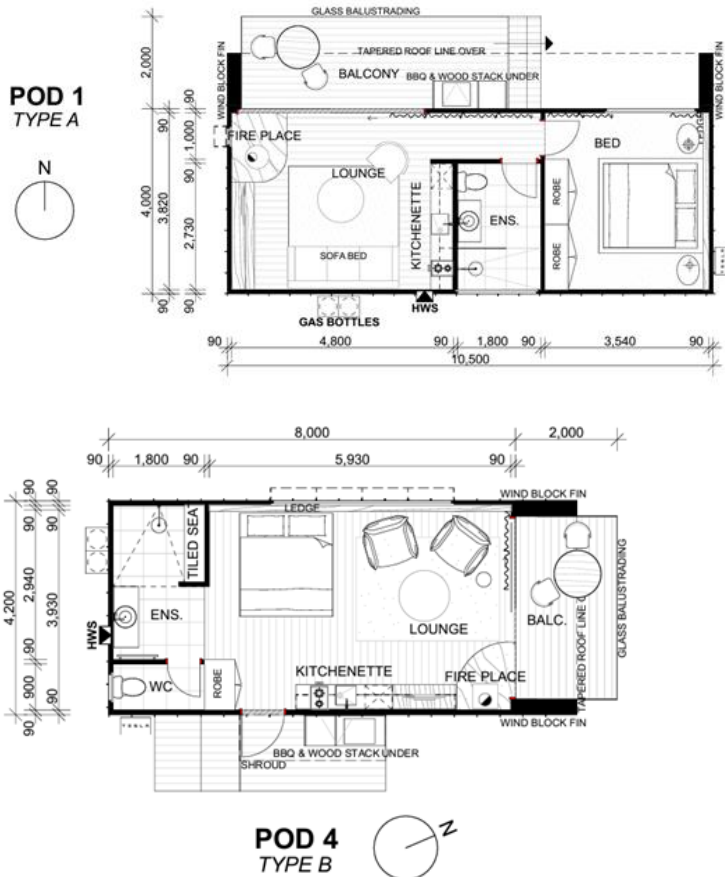 GLASS BALUSTRADING
TAPERED ROOF LINE OVER
BALCONY
BBQ & WOOD STACK UNDER
WIND BLOCK FIN
WIND BLOCK FIN
2,000
POD 1
TYPE A
N
90
90
1,000
4,000
3,820
90
2,730
90
90
FIRE PLACE
LOUNGE
SOFA BED
KITCHENETTE
ENS.
BED
ROBE
ROBE
TESLA
GAS BOTTLES
HWS
90
4,800
90
1,800
90
3,540
90
10,500
8,000
2,000
90
1,800
90
5,930
90
WIND BLOCK FIN
LEDGE
TILED SEA
90
90
90
90
2,940
3,930
4,200
90
900
90
90
ENS.
HWS
WC
ROBE
LOUNGE
KITCHENETTE
FIRE PLACE
BALC.
TAPERED ROOF LINE O
GLASS BALUSTRADING
WIND BLOCK FIN
TESLA
BBQ & WOOD STACK UNDER
SHROUD
POD 4
TYPE B
N